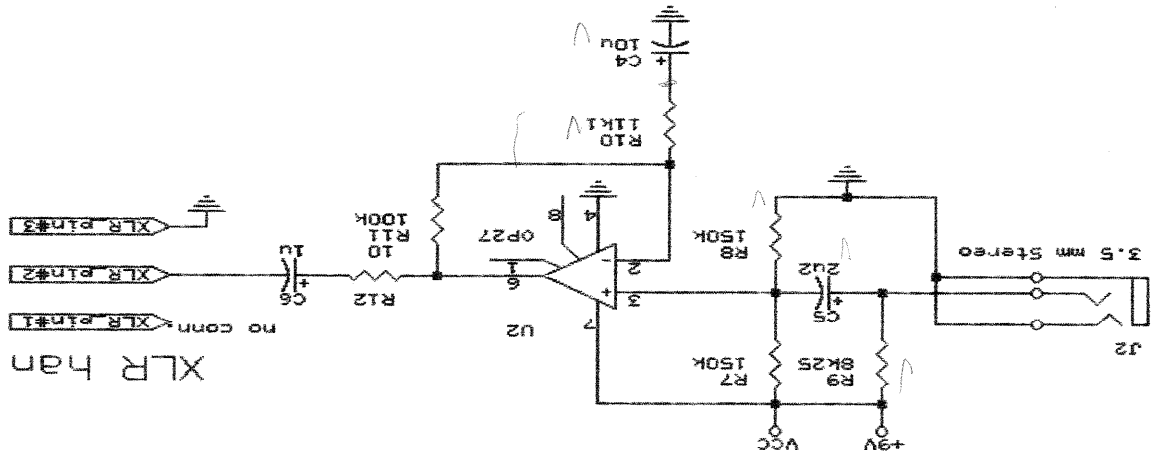 +9V
VCC
R9
8k25
R7
150k
XLR han
J2
7
U2
no conn
XLR_pin#1
C5
2u2
3
6
1
R12
10
C6
1u
XLR_pin#2
3.5 mm Stereo
2
R8
150k
OP27
4
8
R11
100k
XLR_pin#3
R10
11k1
C4
10u